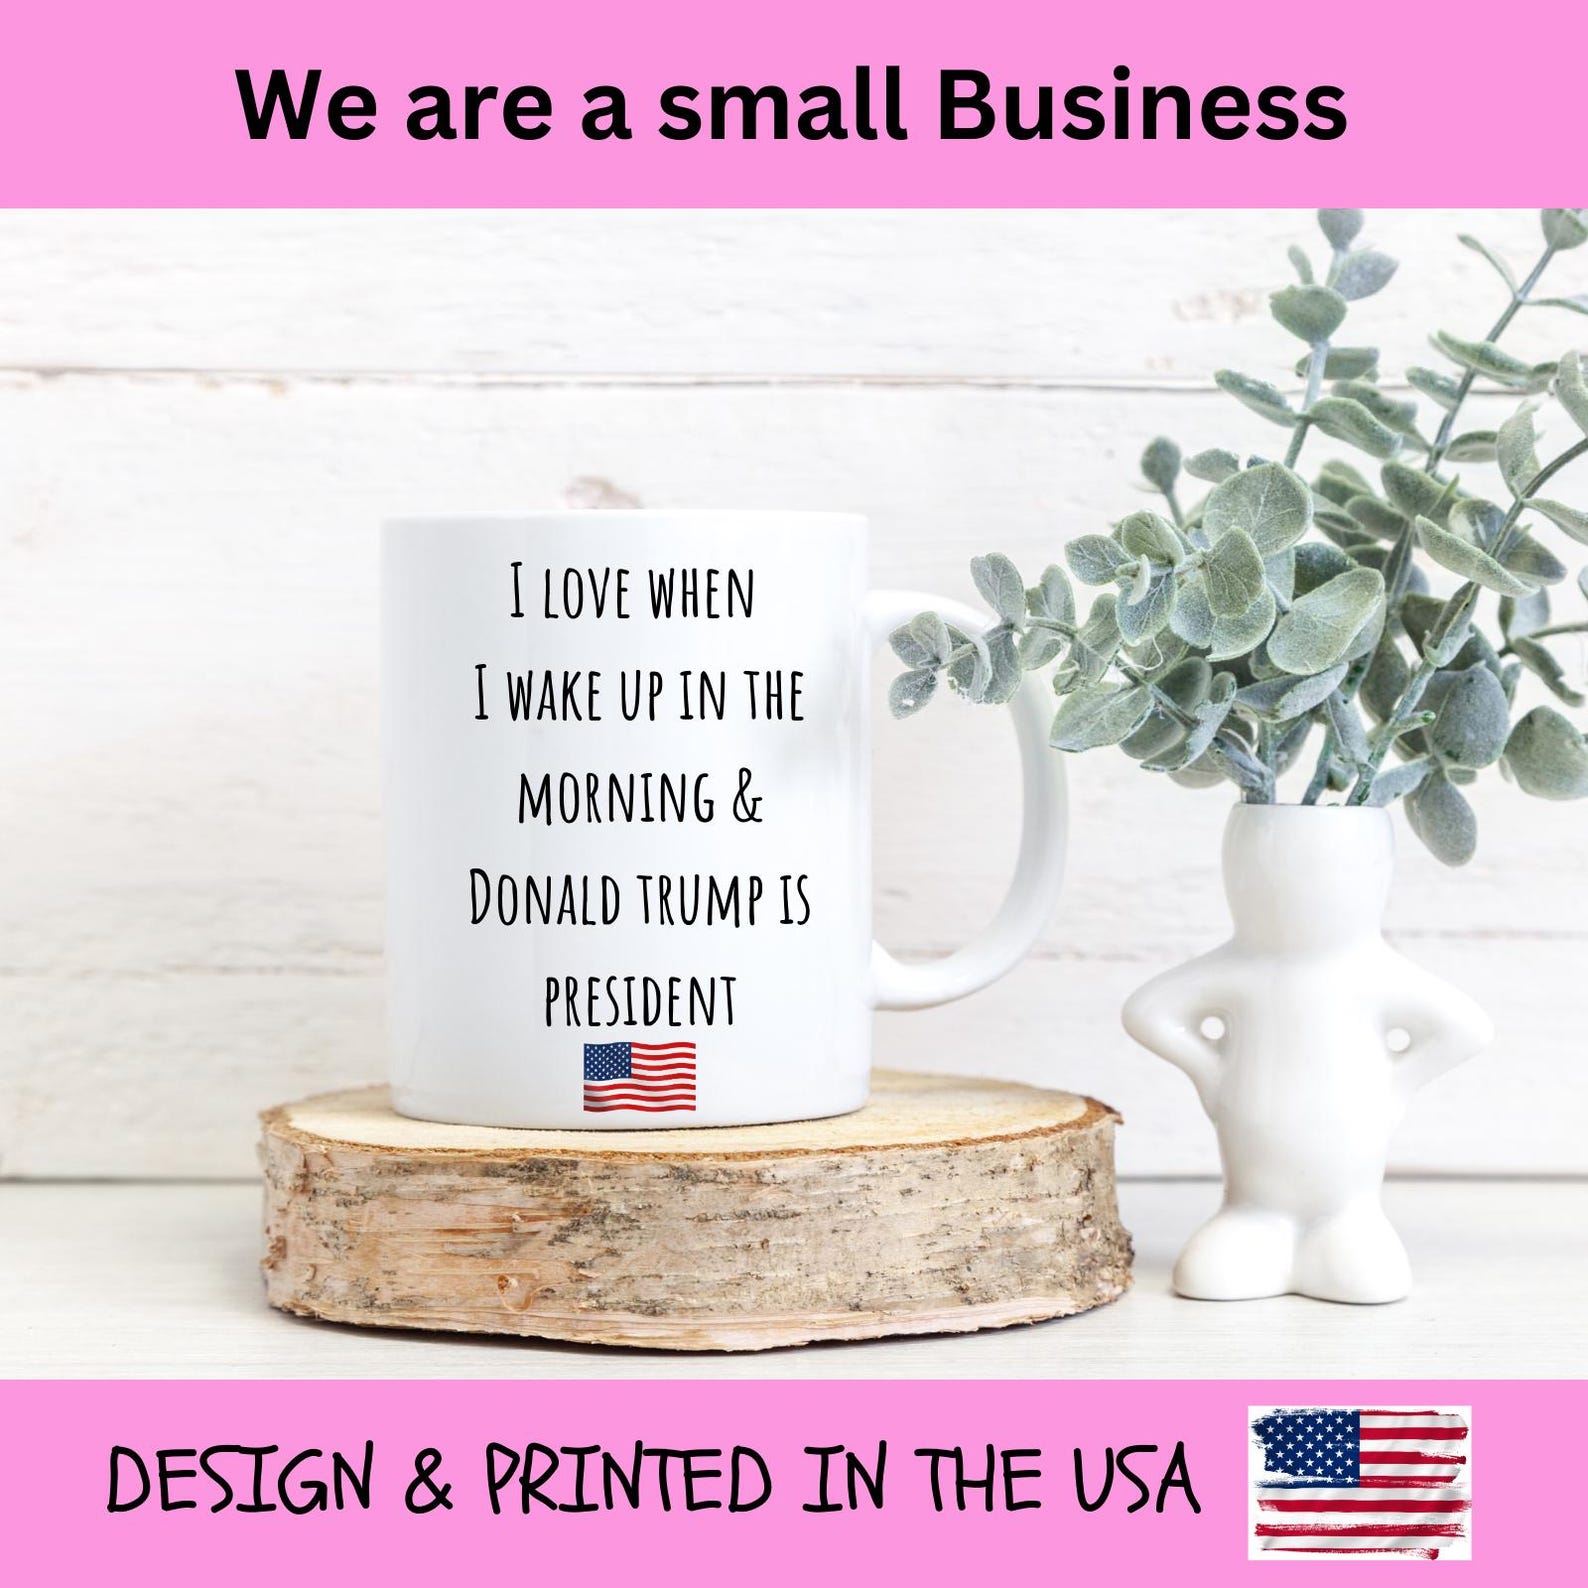 We are a small Business
I LOVE WHEN
I WAKE UP IN THE
MORNING &
DONALD TRUMP IS
PRESIDENT
DESIGN & PRINTED IN THE USA